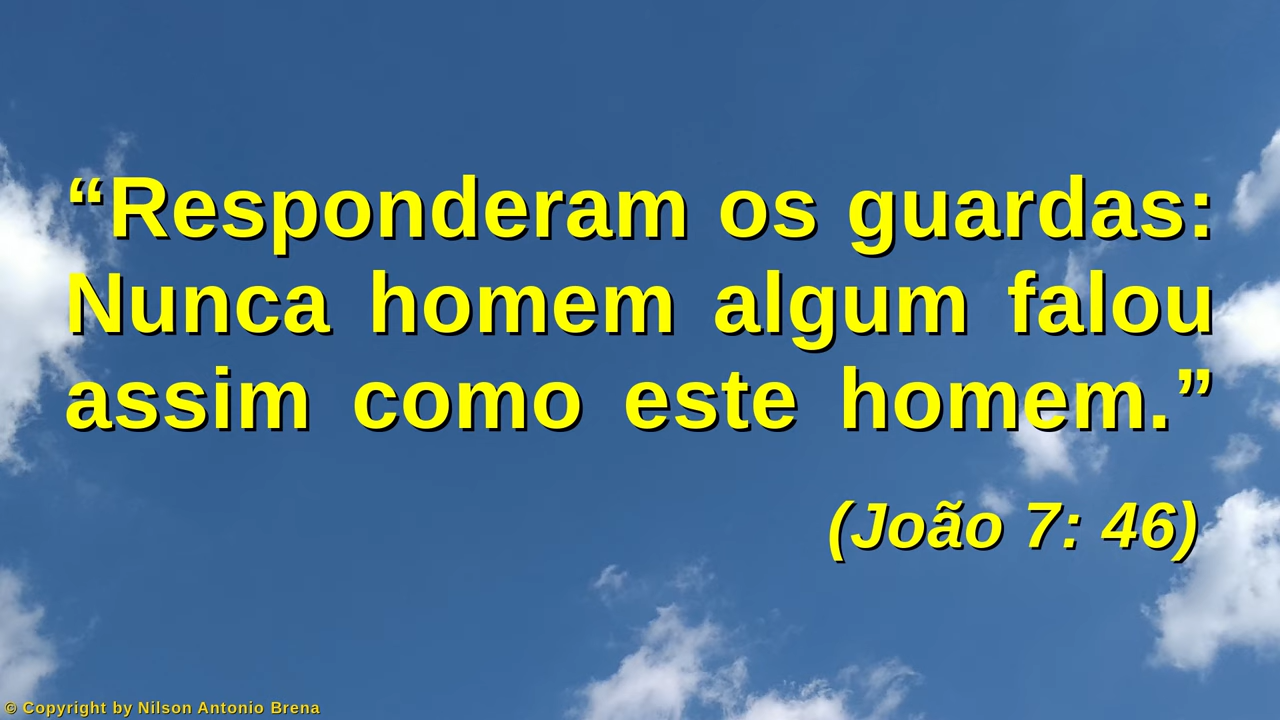 “Responderam os guardas:
Nunca homem algum falou
assim como este homem.”
(João 7: 46)
© Copyright by Nilson Antonio Brena